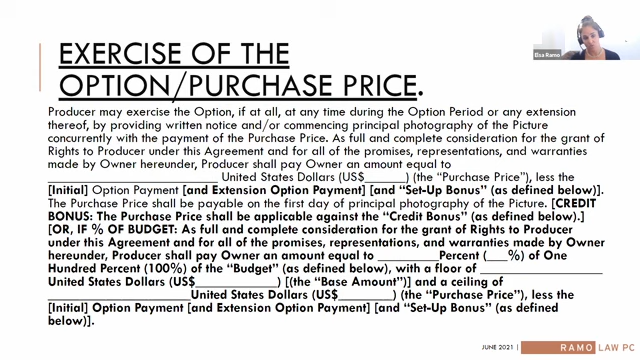 Elsa Ramo
EXERCISE OF THE
OPTION/PURCHASE PRICE.
Producer may exercise the Option, if at all, at any time during the Option Period or any extension
thereof, by providing written notice and/or commencing principal photography of the Picture
concurrently with the payment of the Purchase Price. As full and complete consideration for the grant of
Rights to Producer under this Agreement and for all of the promises, representations, and warranties
made by Owner hereunder, Producer shall pay Owner an amount equal to
____________________________ United States Dollars (US$______) (the “Purchase Price”), less the
[Initial] Option Payment [and Extension Option Payment] [and “Set-Up Bonus” (as defined below)].
The Purchase Price shall be payable on the first day of principal photography of the Picture. [CREDIT
BONUS: The Purchase Price shall be applicable against the “Credit Bonus” (as defined below).]
[OR, IF % OF BUDGET: As full and complete consideration for the grant of Rights to Producer
under this Agreement and for all of the promises, representations, and warranties made by Owner
hereunder, Producer shall pay Owner an amount equal to __________Percent (___%) of One
Hundred Percent (100%) of the “Budget” (as defined below), with a floor of ____________________
United States Dollars (US$_____________) [(the “Base Amount”)] and a ceiling of
_______________________United States Dollars (US$_________) (the “Purchase Price”), less the
[Initial] Option Payment [and Extension Option Payment] [and “Set-Up Bonus” (as defined
below)].
JUNE 2021
RAMO LAW PC